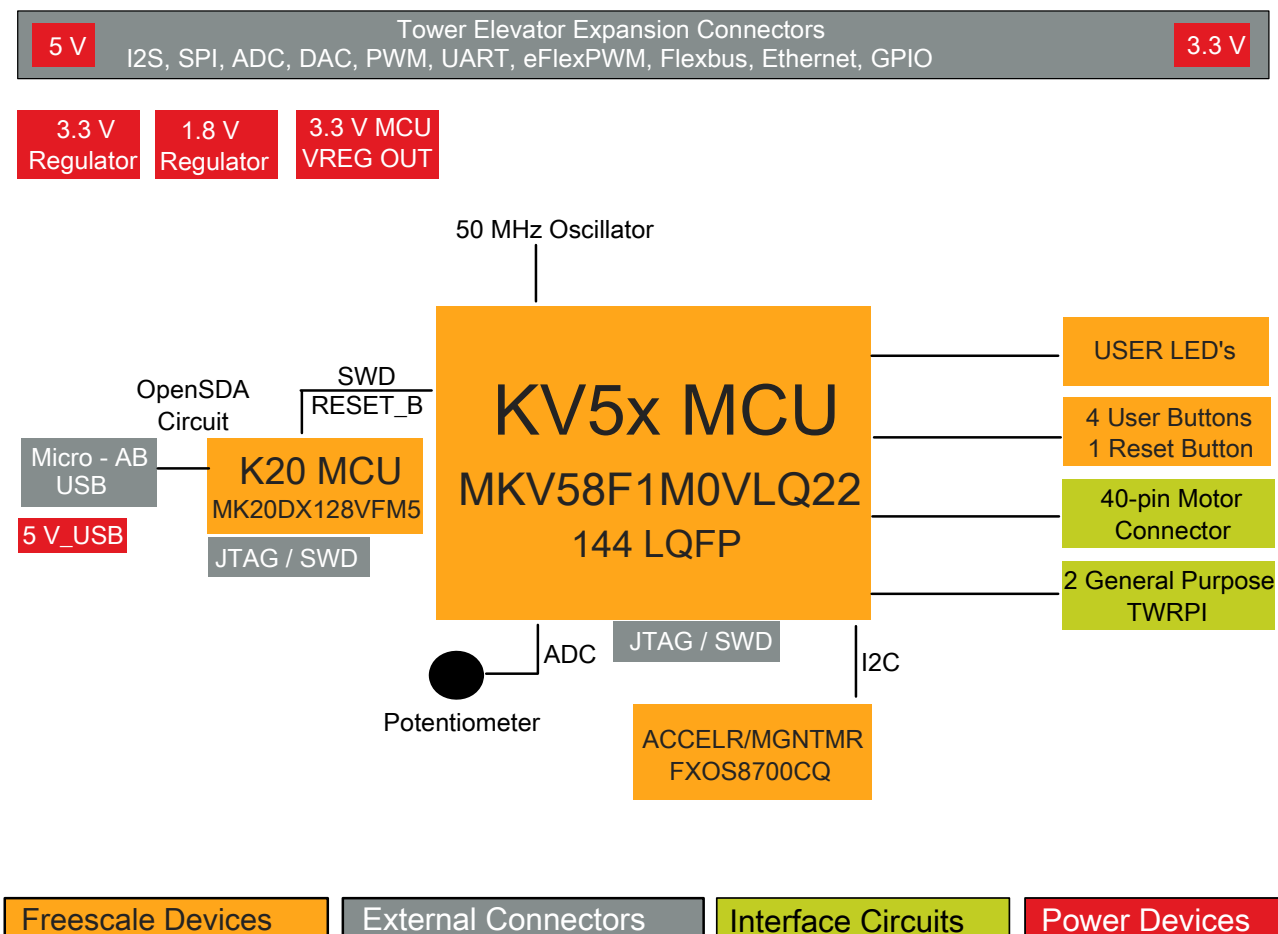 5 V
Tower Elevator Expansion Connectors
I2S, SPI, ADC, DAC, PWM, UART, eFlexPWM, Flexbus, Ethernet, GPIO
3.3 V
3.3 V
Regulator
1.8 V
Regulator
3.3 V MCU
VREG OUT
50 MHz Oscillator
OpenSDA
Circuit
SWD
RESET_B
Micro - AB
USB
5 V_USB
K20 MCU
MK20DX128VFM5
JTAG / SWD
KV5x MCU
MKV58F1M0VLQ22
144 LQFP
USER LED's
4 User Buttons
1 Reset Button
40-pin Motor
Connector
2 General Purpose
TWRPI
ADC
JTAG / SWD
I2C
Potentiometer
ACCELR/MGNTMR
FXOS8700CQ
Freescale Devices
External Connectors
Interface Circuits
Power Devices